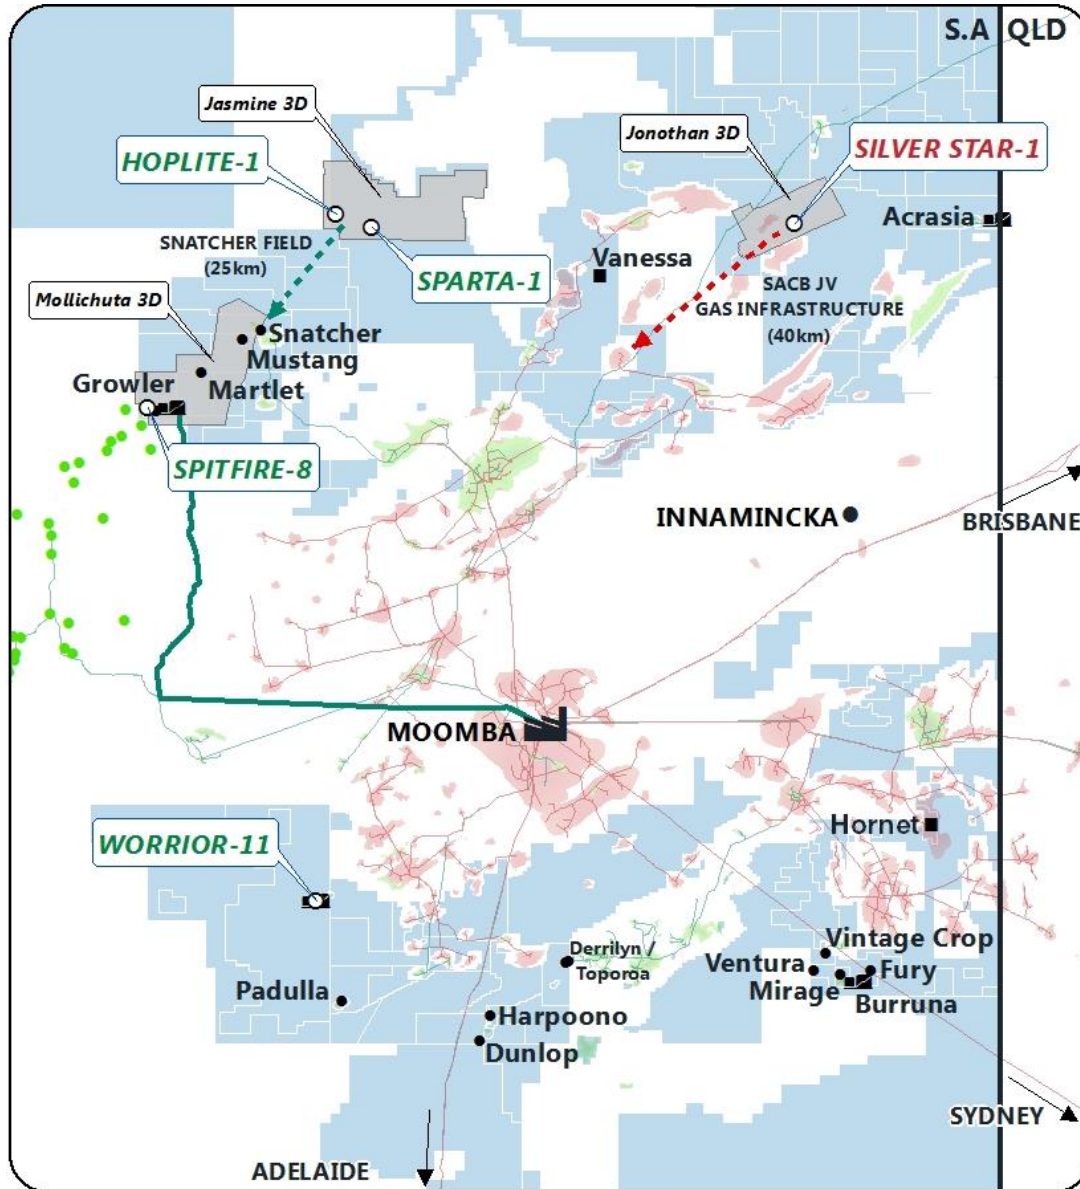 S.A QLD
Jasmine 3D
Jonothan 3D
HOPLITE-1
SILVER STAR-1
Acrasia
SNATCHER FIELD
(25km)
SPARTA-1
Vanessa
SACB JV
GAS INFRASTRUCTURE
(40km)
Mollichuta 3D
Snatcher
Mustang
Growler
Martlet
SPITFIRE-8
INNAMINCKA
BRISBANE
MOOMBA
Hornet
WORRIOR-11
Vintage Crop
Derrilyn /
Toporoa
Ventura
Fury
Mirage
Burruna
Padulla
Harpoono
Dunlop
SYDNEY
ADELAIDE